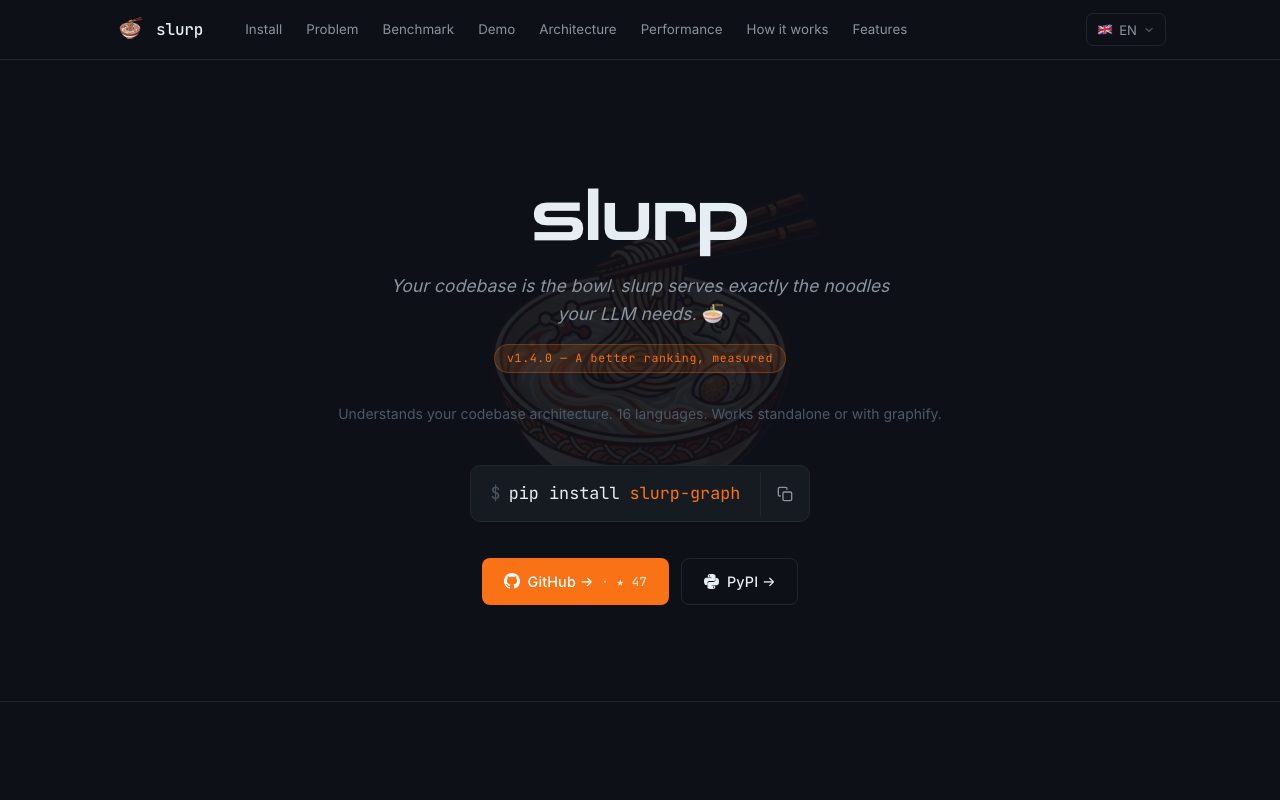 slurp
Install
Problem
Benchmark
Demo
Architecture
Performance
How it works
Features
EN
slurp
Your codebase is the bowl. slurp serves exactly the noodles
your LLM needs. 🍜
v1.4.0 — A better ranking, measured
Understands your codebase architecture. 16 languages. Works standalone or with graphify.
$ pip install slurp-graph
GitHub → · ★ 47
PyPI →